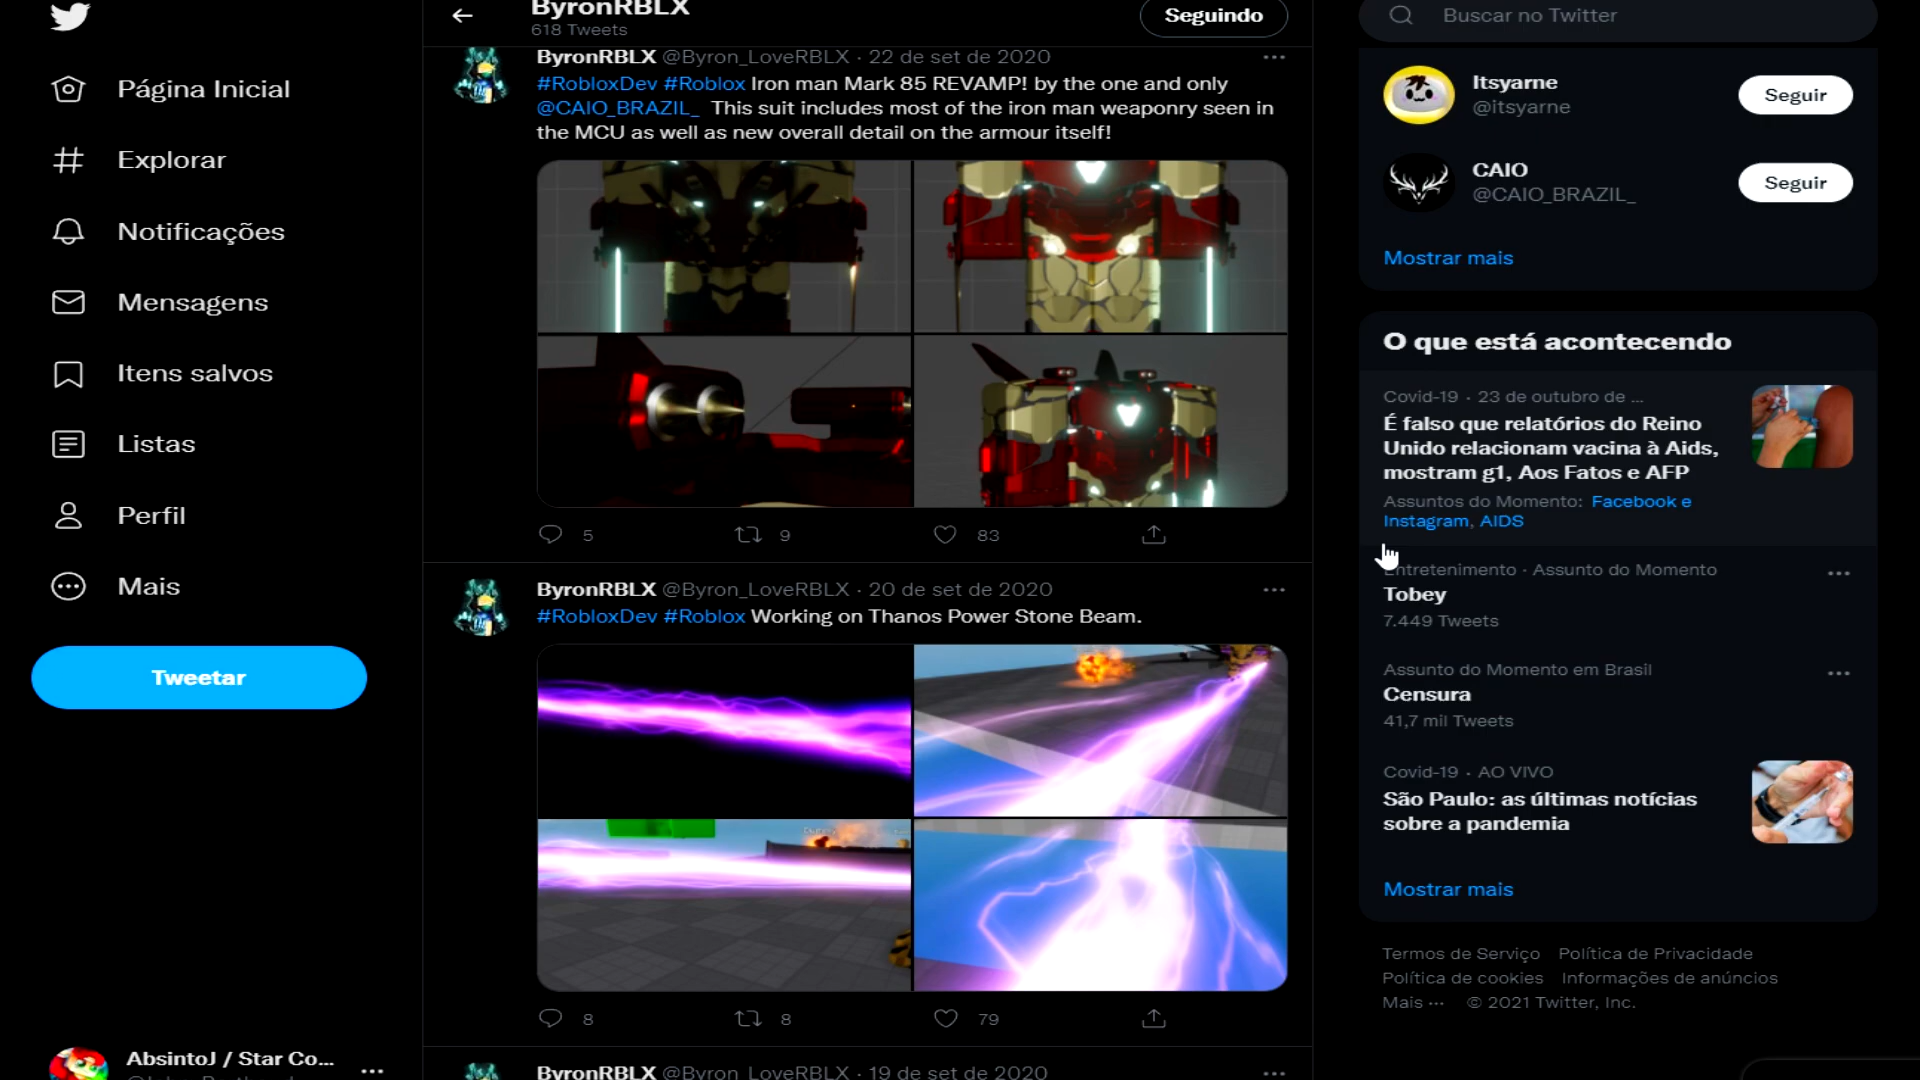 Página Inicial
Explorar
Notificações
Mensagens
Itens salvos
Listas
Perfil
Mais
Tweetar
AbsintoJ / Star Co...
ByronRBLX
618 Tweets
Seguindo
ByronRBLX @Byron_LoveRBLX · 22 de set de 2020
#RobloxDev #Roblox Iron man Mark 85 REVAMP! by the one and only
@CAIO_BRAZIL_ This suit includes most of the iron man weaponry seen in
the MCU as well as new overall detail on the armour itself!
5 9 83
ByronRBLX @Byron_LoveRBLX · 20 de set de 2020
#RobloxDev #Roblox Working on Thanos Power Stone Beam.
8 8 79
ByronRBLX @Byron_LoveRBLX · 19 de set de 2020
Buscar no Twitter
Itsyarne
@itsyarne
Seguir
CAIO
@CAIO_BRAZIL_
Seguir
Mostrar mais
O que está acontecendo
Covid-19 · 23 de outubro de ...
É falso que relatórios do Reino
Unido relacionam vacina à Aids,
mostram g1, Aos Fatos e AFP
Assuntos do Momento: Facebook e
Instagram, AIDS
Entretenimento · Assunto do Momento
Tobey
7.449 Tweets
Assunto do Momento em Brasil
Censura
41,7 mil Tweets
Covid-19 · AO VIVO
São Paulo: as últimas notícias
sobre a pandemia
Mostrar mais
Termos de Serviço Política de Privacidade
Política de cookies Informações de anúncios
Mais ··· © 2021 Twitter, Inc.